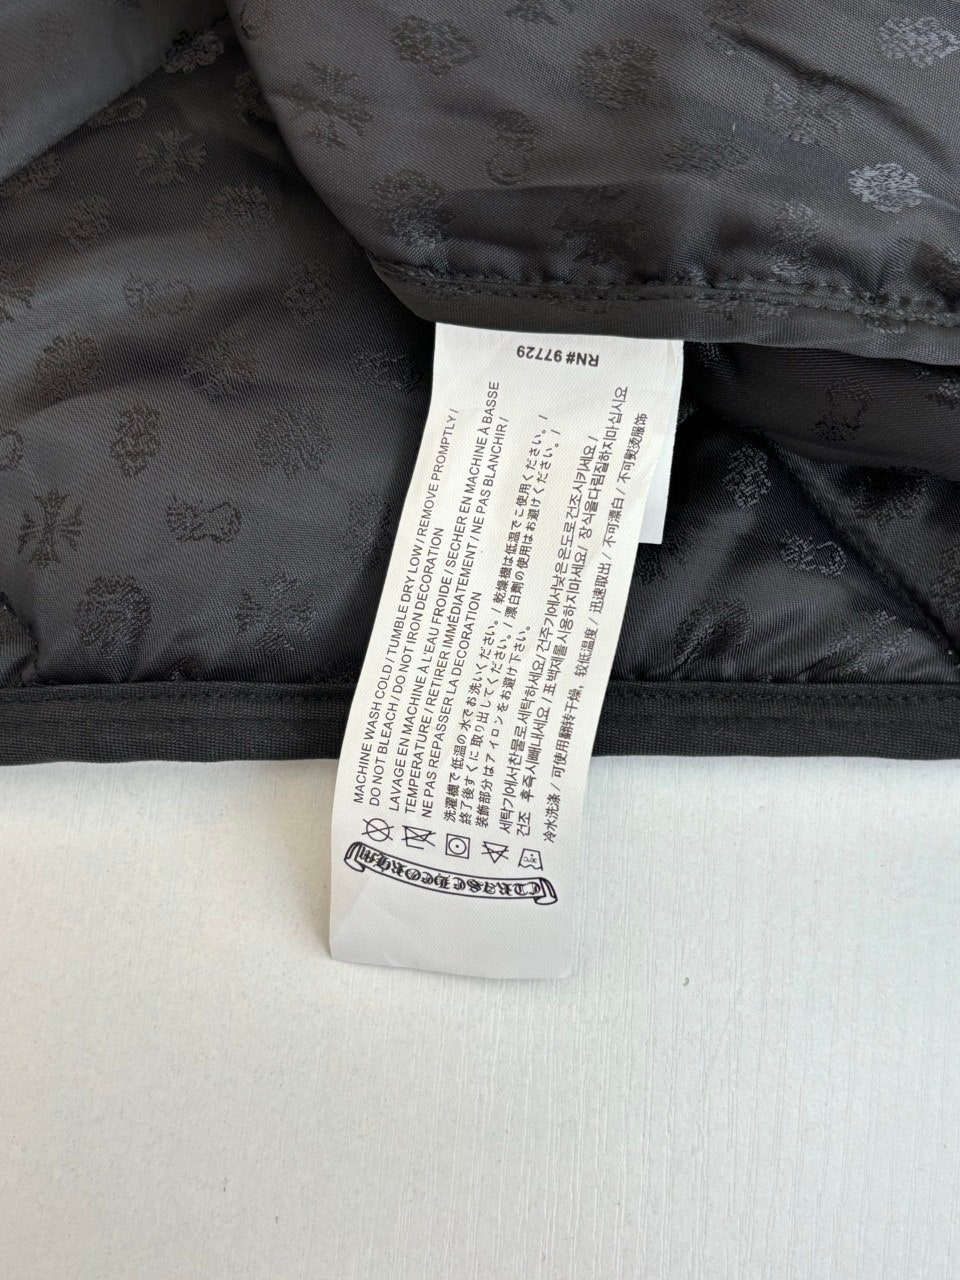 RN# 97729
MACHINE WASH COLD / TUMBLE DRY LOW / REMOVE PROMPTLY /
DO NOT BLEACH / DO NOT IRON DECORATION
LAVAGE EN MACHINE À L'EAU FROIDE / SECHER EN MACHINE À BASSE
TEMPERATURE / RETIRER IMMÉDIATEMENT / NE PAS BLANCHIR /
NE PAS REPASSER LA DECORATION
洗濯機で低温の水でお洗いください。/ 乾燥機は低温でご使用ください。/
終了後すぐに取り出してください。/ 漂白剤の使用はお避けください。/
装飾部分はアイロンをお避け下さい。
세탁기에서찬물로세탁하세요/건주기에서낮은온도로건조시키세요 /
건조 후즉시빼내세요 / 표백제물시용하지마세요/ 장식을다림질하지마십시요
冷水洗涤 / 可使用翻转干燥，较低温度 / 迅速取出 / 不可漂白 / 不可熨烫服饰